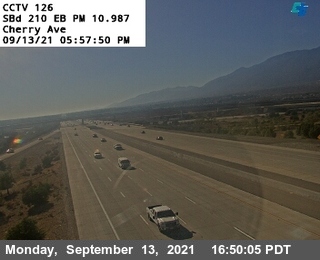 CCTV 126
SBd 210 EB PM 10.987
Cherry Ave
09/13/21 05:57:50 PM
Monday, September 13, 2021 16:50:05 PDT